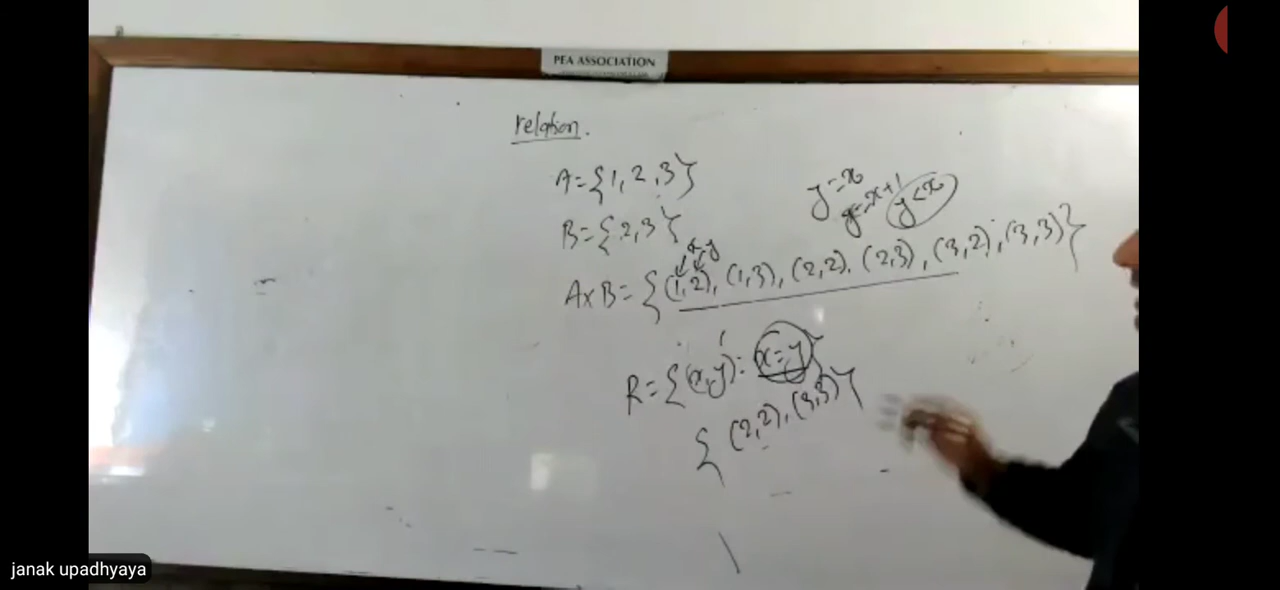 PEA ASSOCIATION
relation.
A={1, 2, 3}
B={2, 3}
y=x
y=x+1
y<x
x, y
A×B={(1,2), (1,3), (2,2), (2,3), (3,2), (3,3)}
R={(x,y): x=y}
{(2,2), (3,3)}
janak upadhyaya